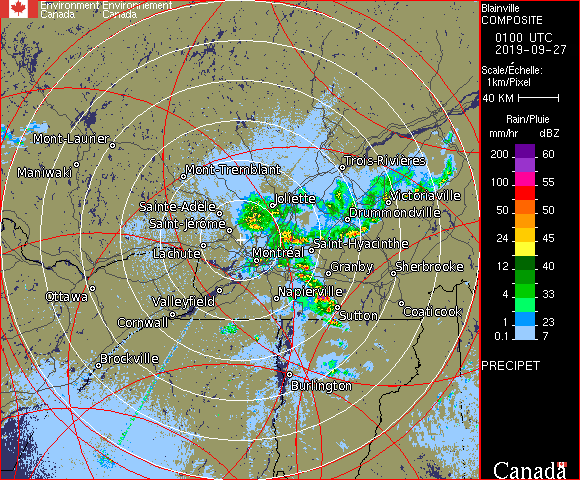 Environment Environnement
Canada Canada
Blainville
COMPOSITE
0100 UTC
2019-09-27
Scale/Échelle:
1km/Pixel
40 KM
Rain/Pluie
mm/hr dBZ
200 60
100 55
50 50
24 45
12 40
4 33
1 23
0.1 7
PRECIPET
Canada
Mont-Laurier
Maniwaki
Mont-Tremblant
Trois-Rivières
Joliette
Victoriaville
Sainte-Adele
Drummondville
Saint-Jérome
Saint-Hyacinthe
Lachute
Montréal
Granby
Sherbrooke
Ottawa
Valleyfield
Napierville
Cornwall
Sutton
Coaticook
Brockville
Burlington